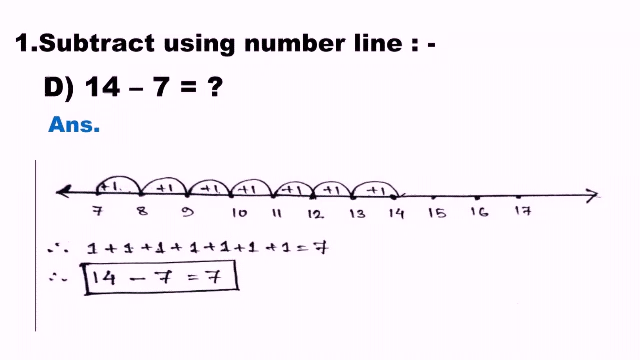 1.Subtract using number line : -
D) 14 – 7 = ?
Ans.
+1 +1 +1 +1 +1 +1 +1
7 8 9 10 11 12 13 14 15 16 17
∴ 1 + 1 + 1 + 1 + 1 + 1 + 1 = 7
∴ 14 – 7 = 7